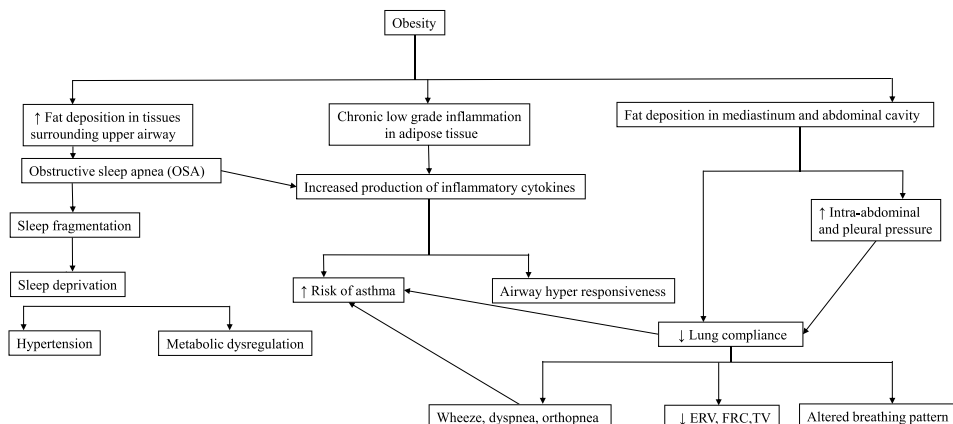 Obesity
↑ Fat deposition in tissues
surrounding upper airway
Chronic low grade inflammation
in adipose tissue
Fat deposition in mediastinum and abdominal cavity
Obstructive sleep apnea (OSA)
Increased production of inflammatory cytokines
Sleep fragmentation
↑ Intra-abdominal
and pleural pressure
Sleep deprivation
↑ Risk of asthma
Airway hyper responsiveness
Hypertension
Metabolic dysregulation
↓ Lung compliance
Wheeze, dyspnea, orthopnea
↓ ERV, FRC,TV
Altered breathing pattern